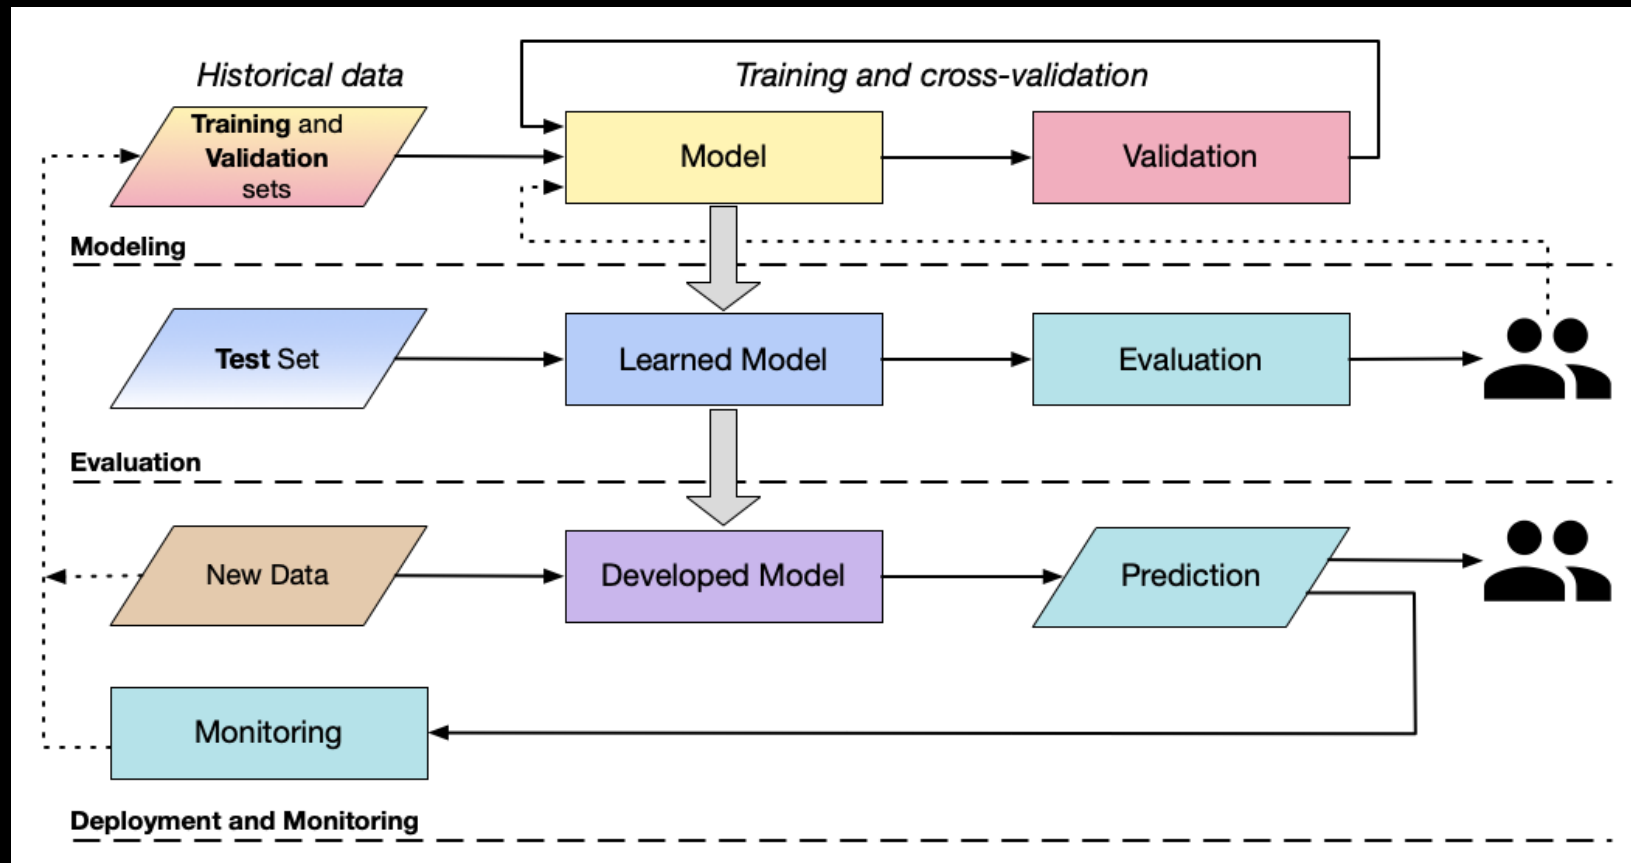 Historical data
Training and cross-validation
Training and
Validation
sets
Model
Validation
Modeling
Test Set
Learned Model
Evaluation
Evaluation
New Data
Developed Model
Prediction
Monitoring
Deployment and Monitoring